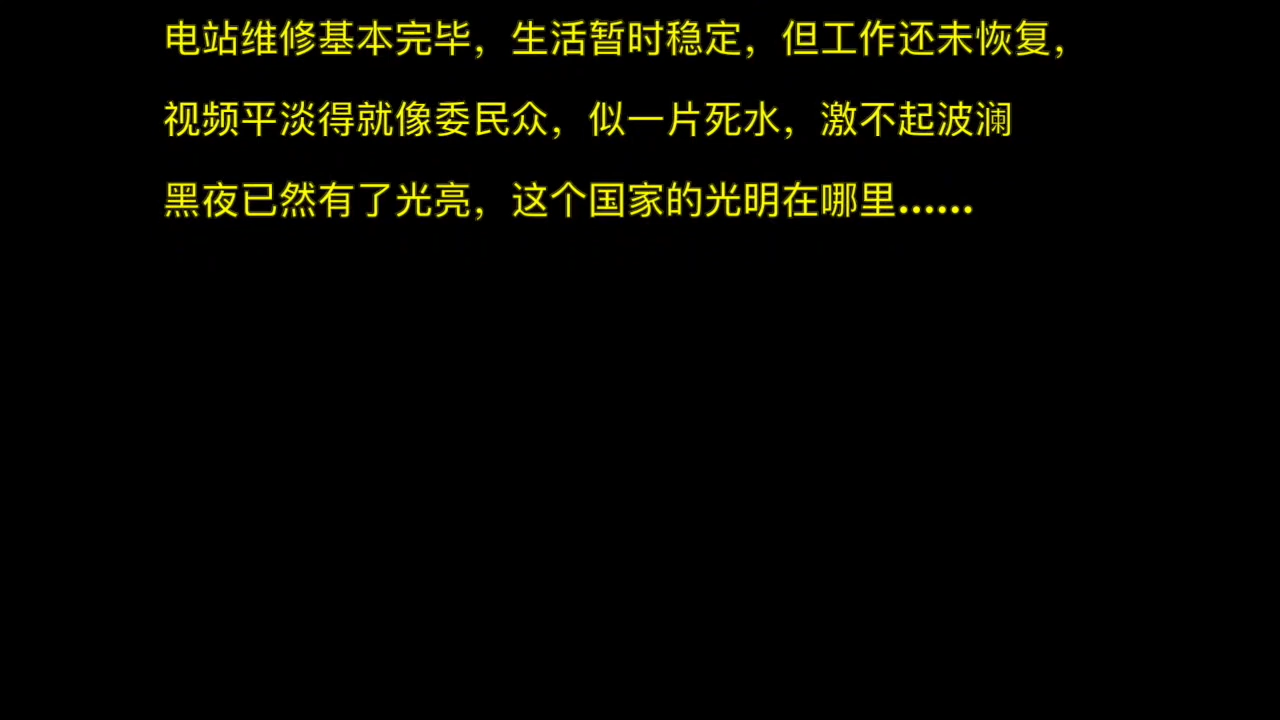 电站维修基本完毕，生活暂时稳定，但工作还未恢复，
视频平淡得就像委民众，似一片死水，激不起波澜
黑夜已然有了光亮，这个国家的光明在哪里……